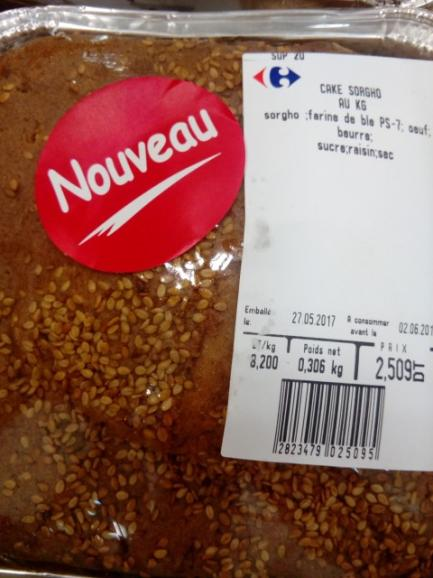 SUP 20
Nouveau
CAKE SORGHO
AU KG
sorgho ;farine de ble PS-7; oeuf;
beurre;
sucre;raisin;sec
Emballé le: 27.05.2017 A consommer avant le 02.06.201
/kg Poids net PRIX
8,200 0,306 kg 2,509DT
2823479 025095